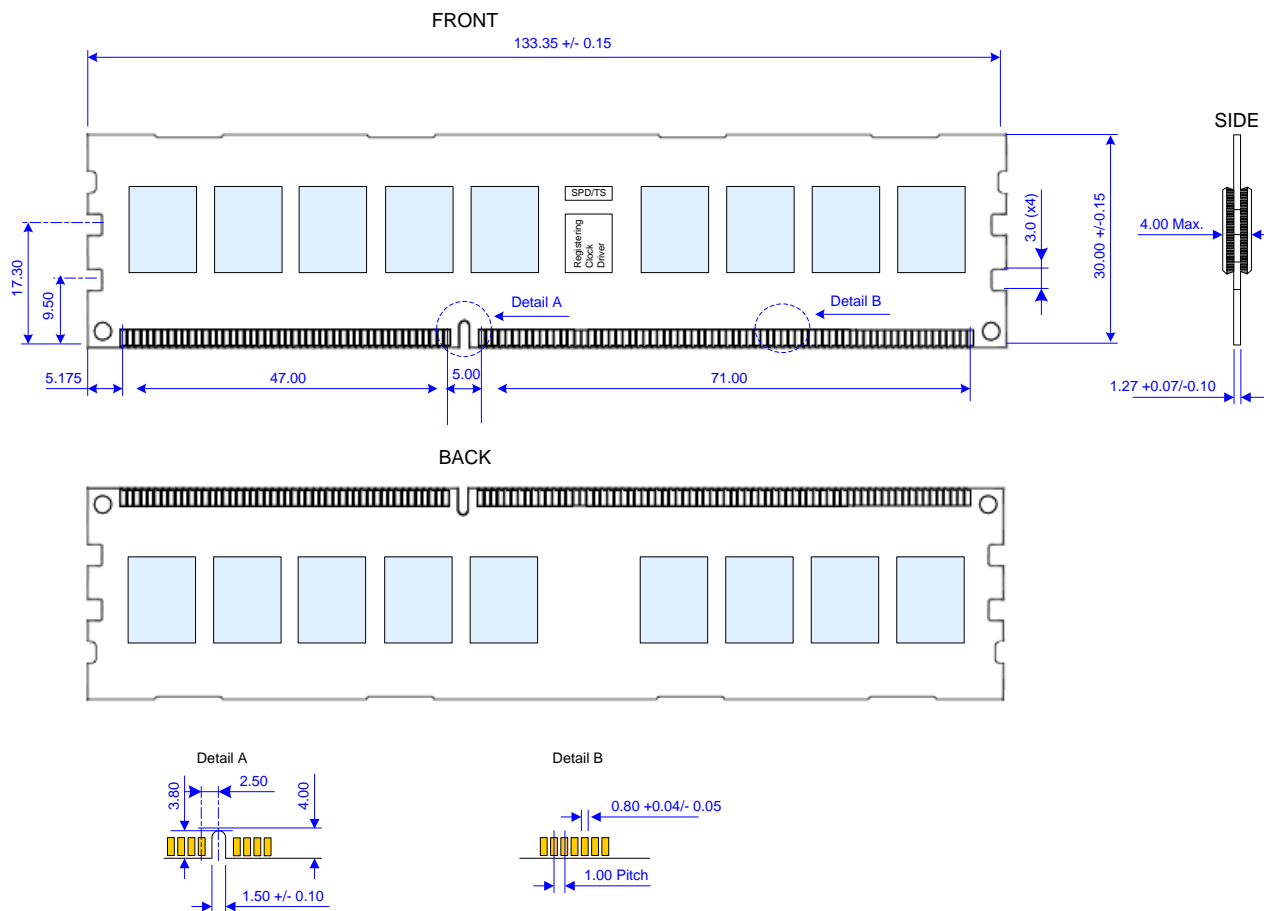 FRONT
133.35 +/- 0.15
SIDE
SPD/TS
Registering
Clock
Driver
17.30
9.50
3.0 (x4)
30.00 +/-0.15
4.00 Max.
Detail A
Detail B
5.175
47.00
5.00
71.00
1.27 +0.07/-0.10
BACK
Detail A
Detail B
3.80
2.50
4.00
0.80 +0.04/- 0.05
1.00 Pitch
1.50 +/- 0.10